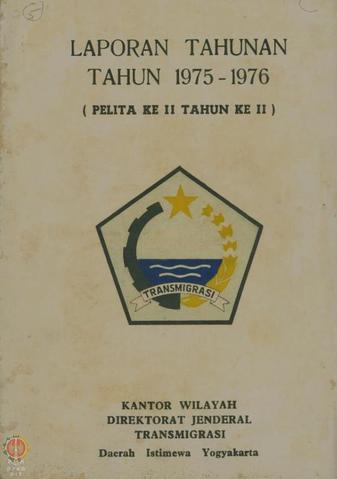 LAPORAN TAHUNAN
TAHUN 1975 - 1976
( PELITA KE II TAHUN KE II )
TRANSMIGRASI
KANTOR WILAYAH
DIREKTORAT JENDERAL
TRANSMIGRASI
Daerah Istimewa Yogyakarta